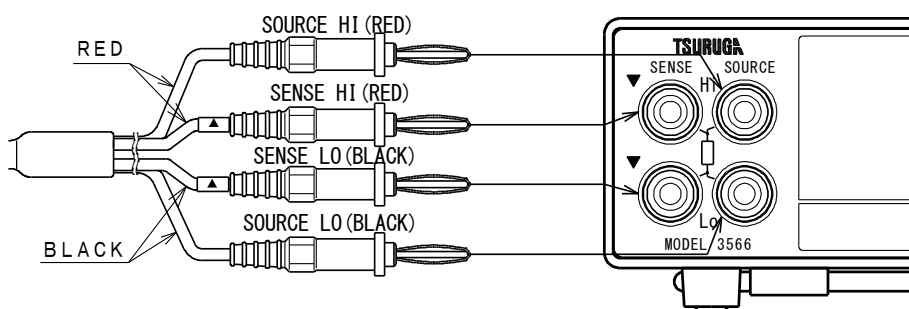 SOURCE HI(RED)
RED
SENSE HI(RED)
SENSE LO(BLACK)
SOURCE LO(BLACK)
BLACK
TSURUGA
SENSE SOURCE
HI
Lo
MODEL 3566